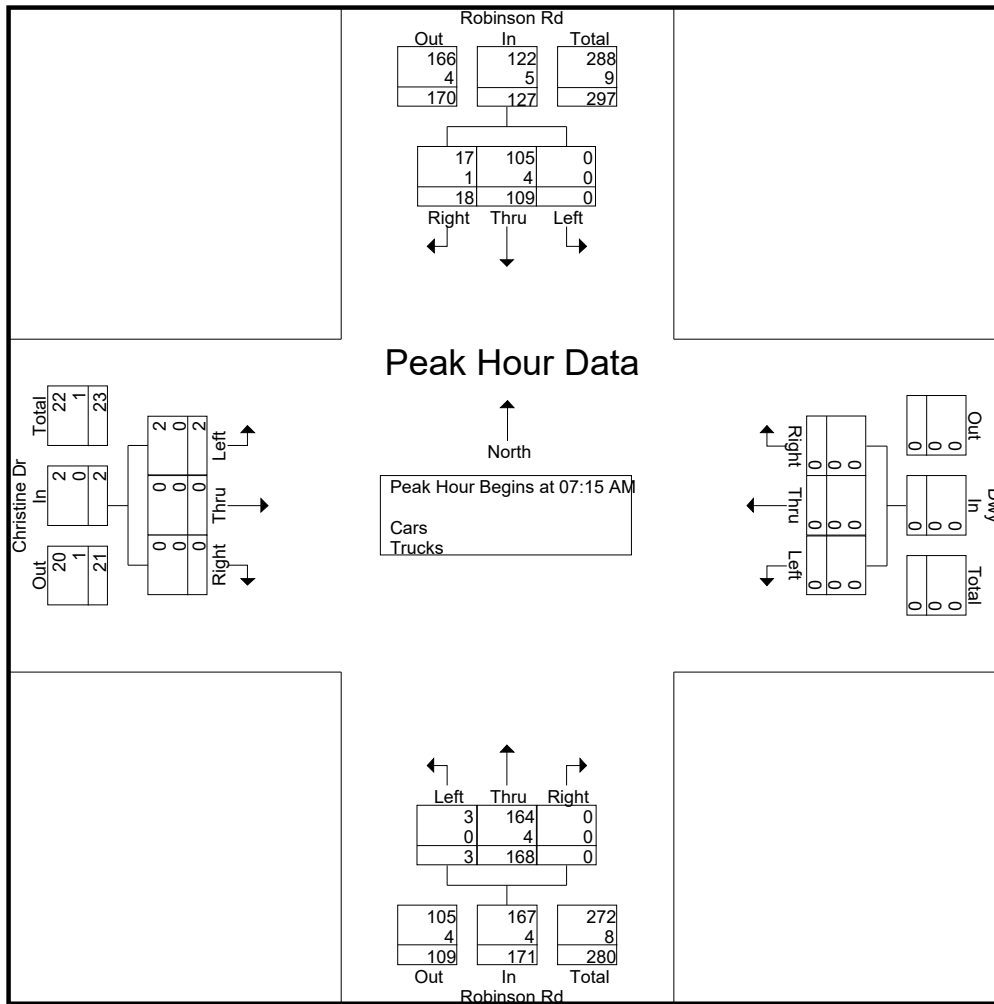 Robinson Rd
Out In Total
166 122 288
4 5 9
170 127 297
17 105 0
1 4 0
18 109 0
Right Thru Left
Peak Hour Data
North
Peak Hour Begins at 07:15 AM
Cars
Trucks
Christine Dr
Total
22
1
23
In
2
0
2
Out
20
1
21
Left
2
0
2
Thru
0
0
0
Right
0
0
0
Right
0
0
0
Thru
0
0
0
Left
0
0
0
Out
0
0
0
In
0
0
0
Total
0
0
0
Dwy
Left Thru Right
3 164 0
0 4 0
3 168 0
105 167 272
4 4 8
109 171 280
Out In Total
Robinson Rd